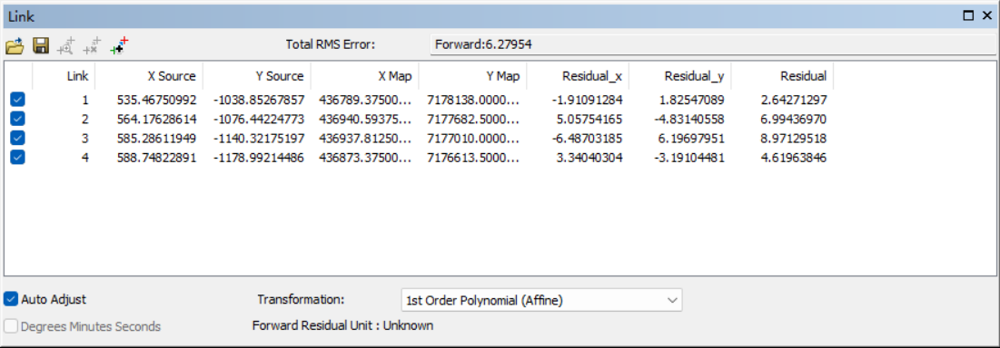 Link
Total RMS Error: Forward:6.27954
Link X Source Y Source X Map Y Map Residual_x Residual_y Residual
1 535.46750992 -1038.85267857 436789.37500... 7178138.0000... -1.91091284 1.82547089 2.64271297
2 564.17628614 -1076.44224773 436940.59375... 7177682.5000... 5.05754165 -4.83140558 6.99436970
3 585.28611949 -1140.32175197 436937.81250... 7177010.0000... -6.48703185 6.19697951 8.97129518
4 588.74822891 -1178.99214486 436873.37500... 7176613.5000... 3.34040304 -3.19104481 4.61963846
Auto Adjust Transformation: 1st Order Polynomial (Affine)
Degrees Minutes Seconds Forward Residual Unit : Unknown